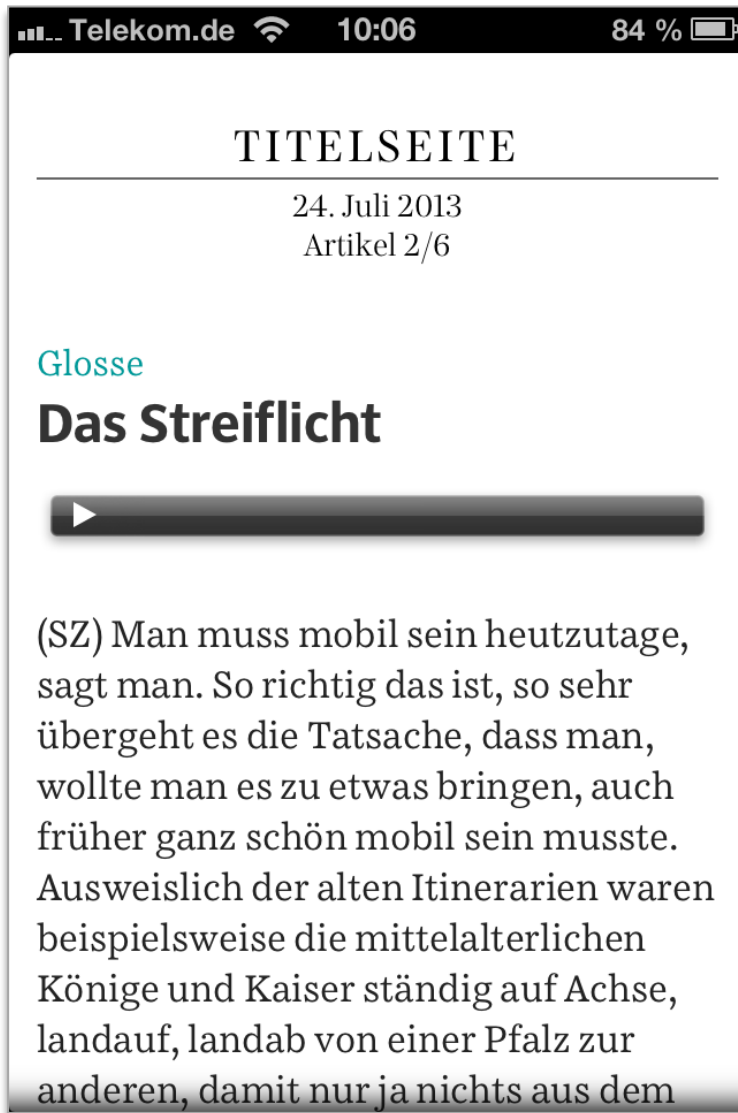 Telekom.de 10:06 84 %
TITELSEITE
24. Juli 2013
Artikel 2/6
Glosse
Das Streiflicht
(SZ) Man muss mobil sein heutzutage,
sagt man. So richtig das ist, so sehr
übergeht es die Tatsache, dass man,
wollte man es zu etwas bringen, auch
früher ganz schön mobil sein musste.
Ausweislich der alten Itinerarien waren
beispielsweise die mittelalterlichen
Könige und Kaiser ständig auf Achse,
landauf, landab von einer Pfalz zur
anderen, damit nur ja nichts aus dem